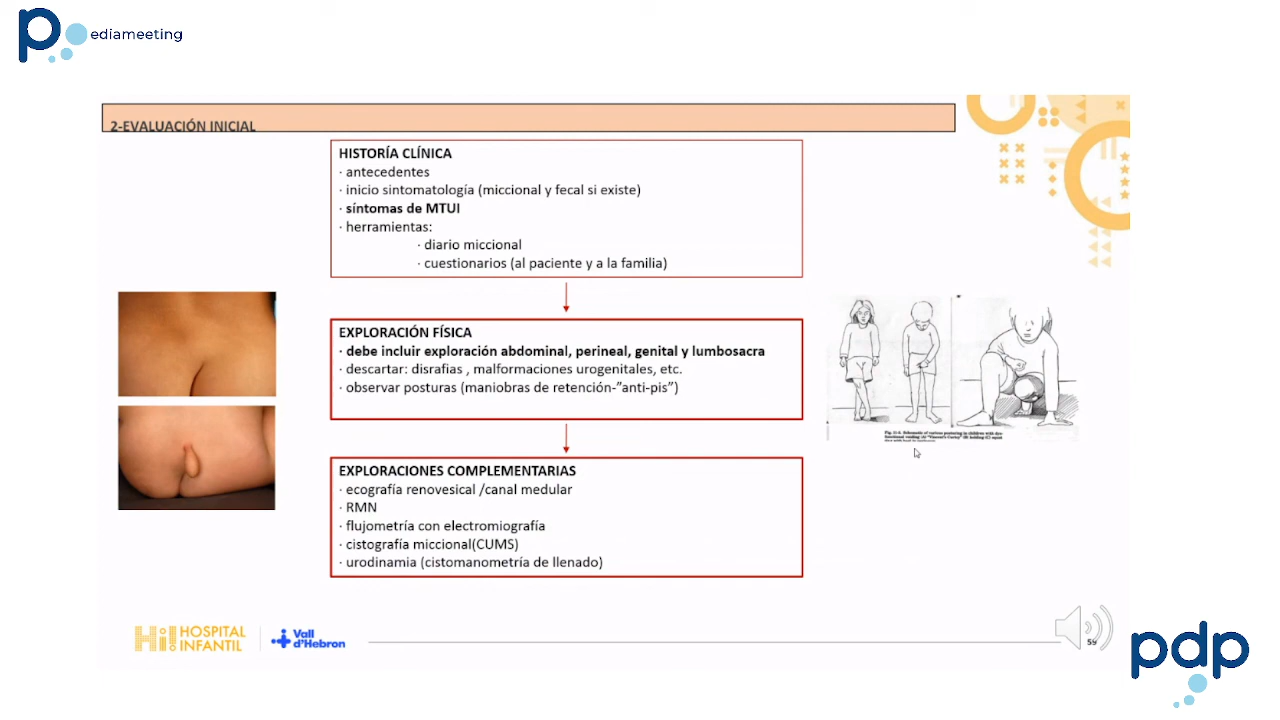 pediameeting
2-EVALUACIÓN INICIAL
HISTORÍA CLÍNICA
· antecedentes
· inicio sintomatología (miccional y fecal si existe)
· síntomas de MTUI
· herramientas:
· diario miccional
· cuestionarios (al paciente y a la familia)
EXPLORACIÓN FÍSICA
· debe incluir exploración abdominal, perineal, genital y lumbosacra
· descartar: disrafias , malformaciones urogenitales, etc.
· observar posturas (maniobras de retención-”anti-pis”)
EXPLORACIONES COMPLEMENTARIAS
· ecografía renovesical /canal medular
· RMN
· flujometría con electromiografía
· cistografía miccional(CUMS)
· urodinamia (cistomanometría de llenado)
HOSPITAL
INFANTIL
Vall
d'Hebron
59
pdp